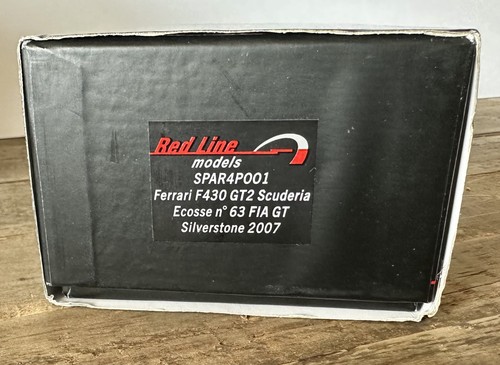 Red Line
models
SPAR4P001
Ferrari F430 GT2 Scuderia
Ecosse n° 63 FIA GT
Silverstone 2007